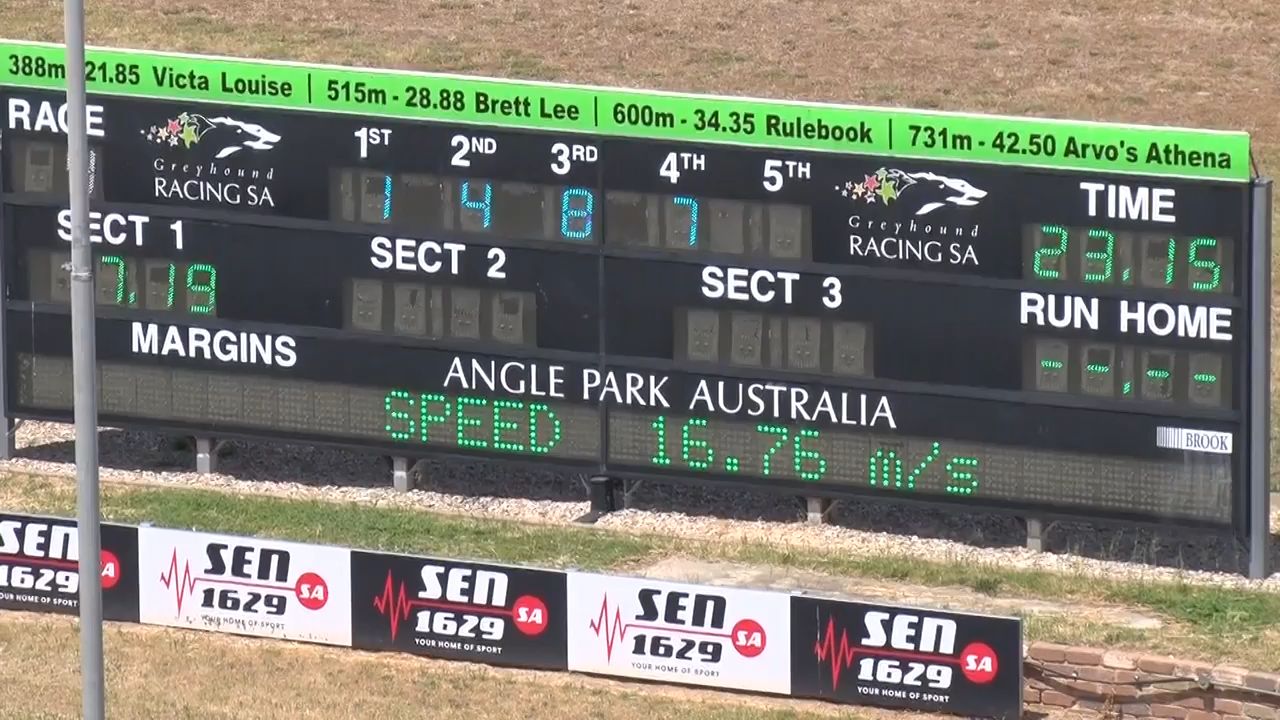 388m 21.85 Victa Louise | 515m - 28.88 Brett Lee | 600m - 34.35 Rulebook | 731m - 42.50 Arvo's Athena
RACE
Greyhound
RACING SA
1ST 2ND 3RD 4TH 5TH
Greyhound
RACING SA
TIME
1 4 8 7
23.15
SECT 1 SECT 2 SECT 3 RUN HOME
7.19
--.--
MARGINS
ANGLE PARK AUSTRALIA
SPEED 16.76 m/s
BROOK
SEN
1629
SA
OUR HOME OF SPORT
SEN
1629
SA
YOUR HOME OF SPORT
SEN
1629
SA
YOUR HOME OF SPORT
SEN
1629
SA
YOUR HOME OF SPORT
SEN
1629
SA
YOUR HOME OF SPORT